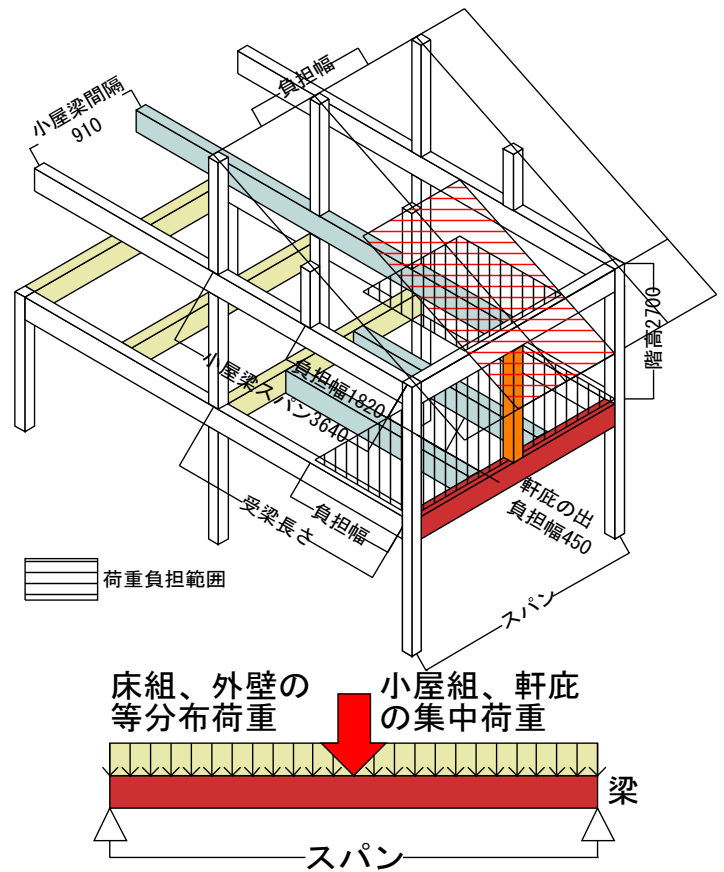 負担幅
小屋梁間隔
910
階高2700
負担幅1820
小屋梁スパン3640
軒庇の出
負担幅450
負担幅
受梁長さ
スパン
荷重負担範囲
床組、外壁の
等分布荷重
小屋組、軒庇
の集中荷重
梁
スパン